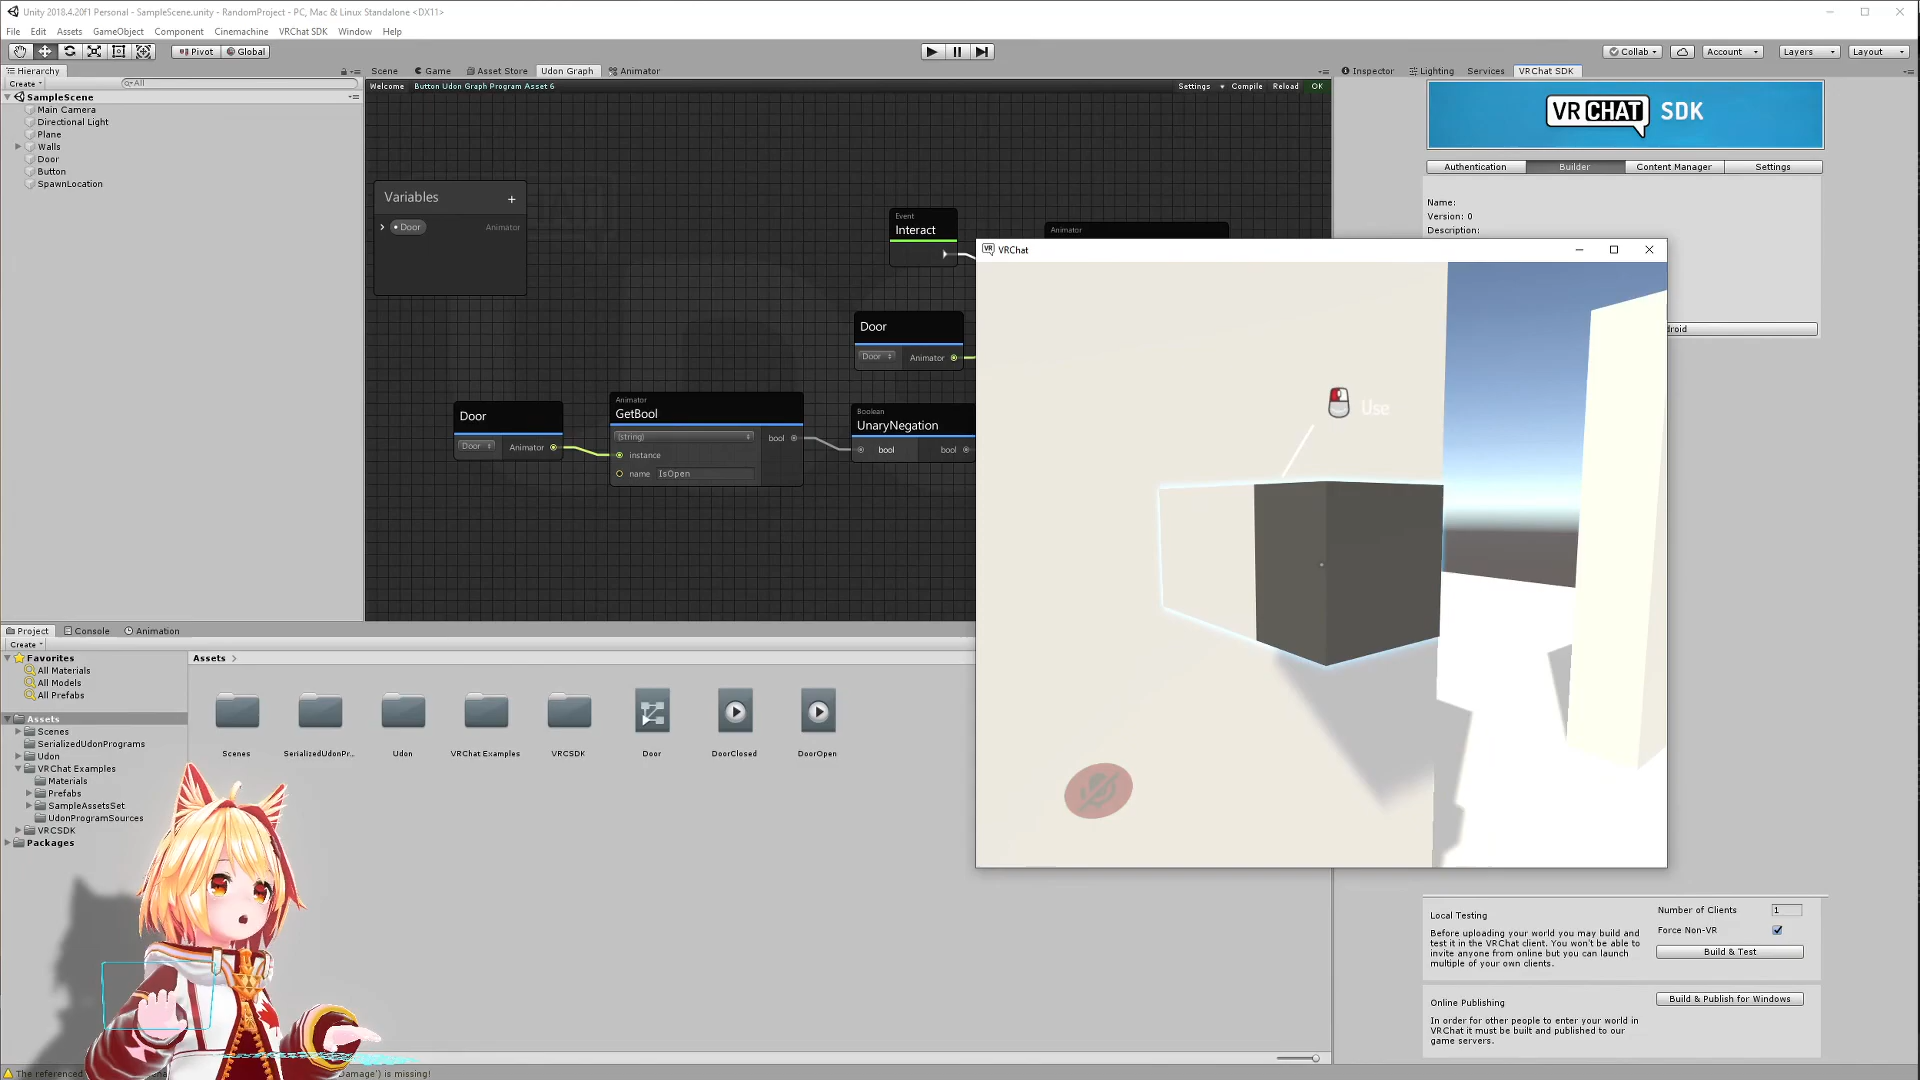 Unity 2018.4.20f1 Personal - SampleScene.unity - RandomProject - PC, Mac & Linux Standalone <DX11>
File Edit Assets GameObject Component Cinemachine VRChat SDK Window Help
Pivot Global
Collab Account Layers Layout
Hierarchy
Create All
SampleScene
Main Camera
Directional Light
Plane
Walls
Door
Button
SpawnLocation
Scene Game Asset Store Udon Graph Animator
Welcome Button Udon Graph Program Asset 6 Settings Compile Reload OK
Variables +
Door Animator
Event
Interact
Animator
Door
Door Animator
Door
Door Animator
Animator
GetBool
(string) bool
instance
name IsOpen
Boolean
UnaryNegation
bool bool
Inspector Lighting Services VRChat SDK
VRCHAT SDK
Authentication Builder Content Manager Settings
Name:
Version: 0
Description:
VRChat
Use
roid
Project Console Animation
Create
Favorites
All Materials
All Models
All Prefabs
Assets
Scenes
SerializedUdonPrograms
Udon
VRChat Examples
Materials
Prefabs
SampleAssetsSet
UdonProgramSources
VRCSDK
Packages
Assets
Scenes SerializedUdonPr... Udon VRChat Examples VRCSDK Door DoorClosed DoorOpen
Local Testing
Before uploading your world you may build and
test it in the VRChat client. You won't be able to
invite anyone from online but you can launch
multiple of your own clients.
Number of Clients 1
Force Non-VR
Build & Test
Online Publishing
In order for other people to enter your world in
VRChat it must be built and published to our
game servers.
Build & Publish for Windows
The referenced Damage') is missing!